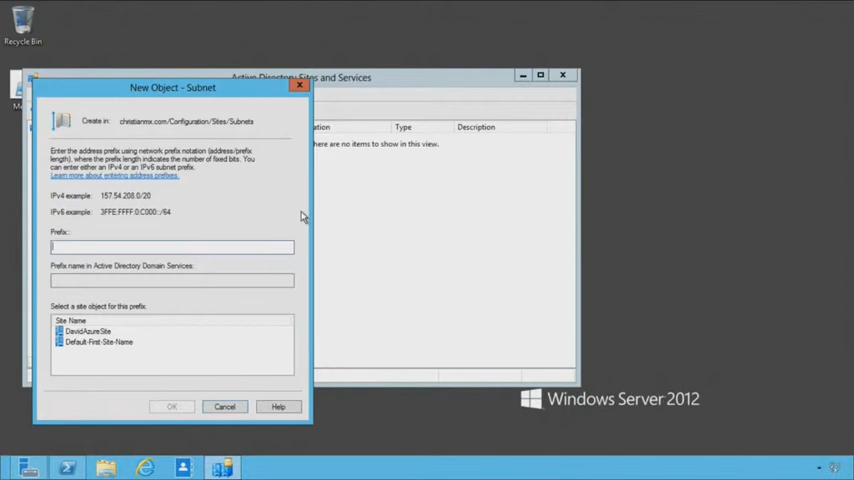 Recycle Bin
Active Directory Sites and Services
New Object - Subnet
Create in: christianmx.com/Configuration/Sites/Subnets
Type
Description
There are no items to show in this view.
Enter the address prefix using network prefix notation (address/prefix
length), where the prefix length indicates the number of fixed bits. You
can enter either an IPv4 or an IPv6 subnet prefix.
Learn more about entering address prefixes.
IPv4 example: 157.54.208.0/20
IPv6 example: 3FFE:FFFF:0:C000::/64
Prefix:
Prefix name in Active Directory Domain Services:
Select a site object for this prefix.
Site Name
DavidAzureSite
Default-First-Site-Name
OK
Cancel
Help
Windows Server 2012